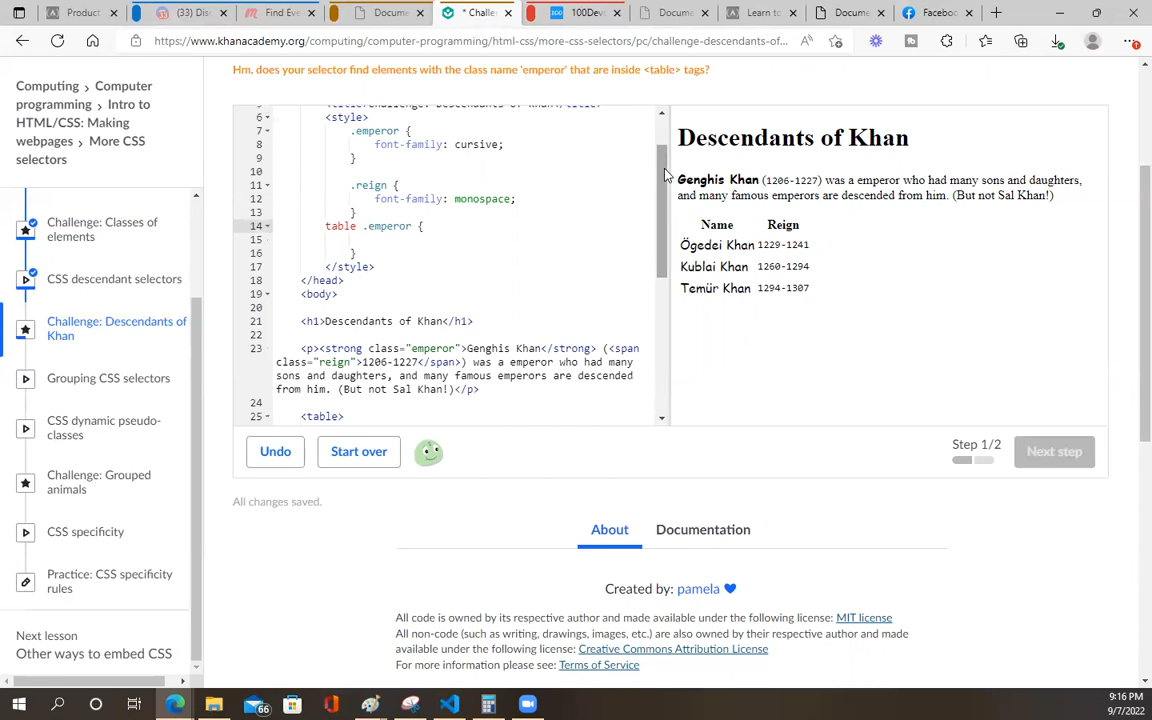 Product
(33) Dis
Find Eve
Docume
* Challe
100Dev
Docume
Learn to
Docume
Faceboo
https://www.khanacademy.org/computing/computer-programming/html-css/more-css-selectors/pc/challenge-descendants-of...
Computing
Computer
programming
Intro to
HTML/CSS: Making
webpages
More CSS
selectors
Challenge: Classes of
elements
CSS descendant selectors
Challenge: Descendants of
Khan
Grouping CSS selectors
CSS dynamic pseudo-
classes
Challenge: Grouped
animals
CSS specificity
Practice: CSS specificity
rules
Next lesson
Other ways to embed CSS
Hm, does your selector find elements with the class name 'emperor' that are inside <table> tags?
6 <style>
7 .emperor {
8 font-family: cursive;
9 }
10
11 .reign {
12 font-family: monospace;
13 }
14 table .emperor {
15
16 }
17 </style>
18 </head>
19 <body>
20
21 <h1>Descendants of Khan</h1>
22
23 <p><strong class="emperor">Genghis Khan</strong> (<span
class="reign">1206-1227</span>) was a emperor who had many
sons and daughters, and many famous emperors are descended
from him. (But not Sal Khan!)</p>
24
25 <table>
Descendants of Khan
Genghis Khan (1206-1227) was a emperor who had many sons and daughters,
and many famous emperors are descended from him. (But not Sal Khan!)
Name Reign
Ögedei Khan 1229-1241
Kublai Khan 1260-1294
Temür Khan 1294-1307
Undo
Start over
Step 1/2
Next step
All changes saved.
About
Documentation
Created by: pamela
All code is owned by its respective author and made available under the following license: MIT license
All non-code (such as writing, drawings, images, etc.) are also owned by their respective author and made available
under the following license: Creative Commons Attribution License
For more information please see: Terms of Service
66
9:16 PM
9/7/2022